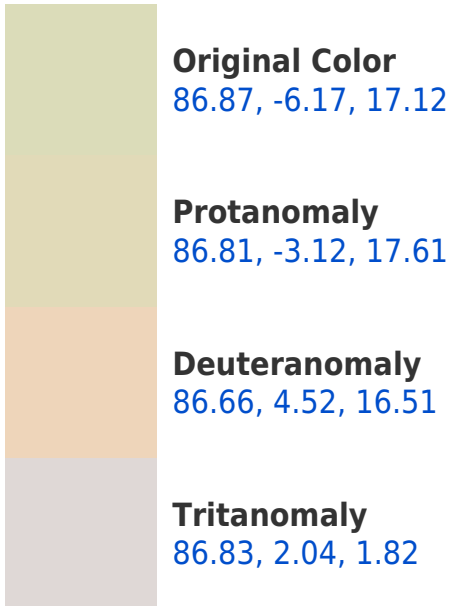 Original Color
86.87, -6.17, 17.12
Protanomaly
86.81, -3.12, 17.61
Deuteranomaly
86.66, 4.52, 16.51
Tritanomaly
86.83, 2.04, 1.82